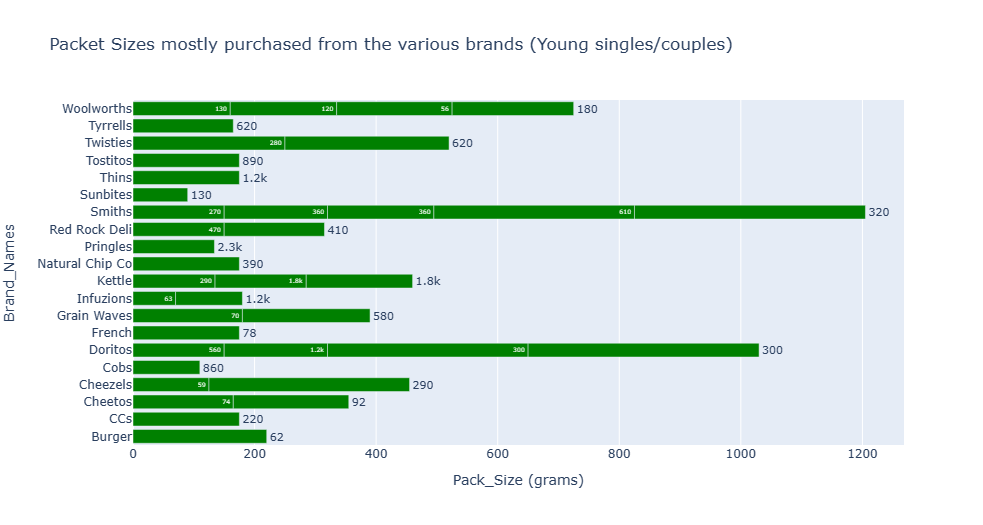 Packet Sizes mostly purchased from the various brands (Young singles/couples)
Woolworths 130 120 56 180
Tyrrells 620
Twisties 280 620
Tostitos 890
Thins 1.2k
Sunbites 130
Smiths 270 360 360 610 320
Red Rock Deli 470 410
Pringles 2.3k
Natural Chip Co 390
Kettle 290 1.8k 1.8k
Infuzions 63 1.2k
Grain Waves 70 580
French 78
Doritos 560 1.2k 300 300
Cobs 860
Cheezels 59 290
Cheetos 74 92
CCs 220
Burger 62
0 200 400 600 800 1000 1200
Pack_Size (grams)
Brand_Names